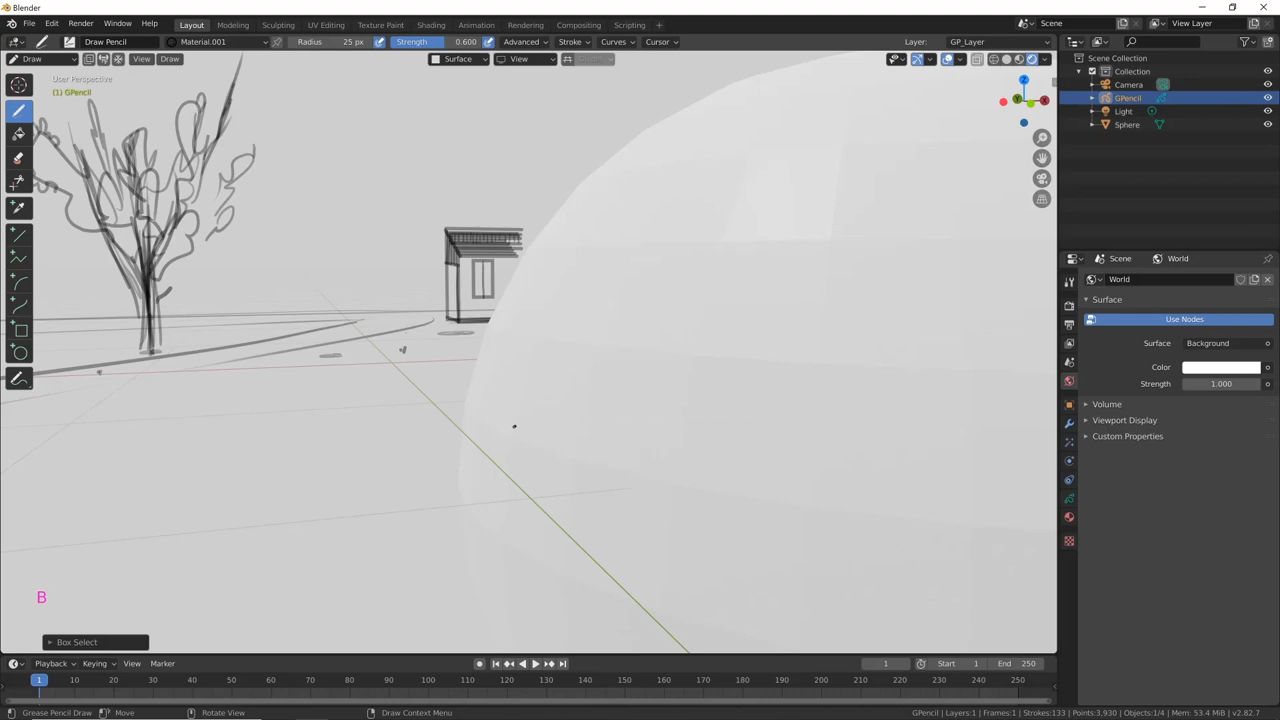 Blender
File Edit Render Window Help Layout Modeling Sculpting UV Editing Texture Paint Shading Animation Rendering Compositing Scripting + Scene View Layer
Draw Pencil Material.001 Radius 25 px Strength 0.600 Advanced Stroke Curves Cursor Layer: GP_Layer
Draw View Draw Surface View
User Perspective
(1) GPencil
Z
Y
X
Scene Collection
Collection
Camera
GPencil
Light
Sphere
Scene World
World
Surface
Use Nodes
Surface Background
Color
Strength 1.000
Volume
Viewport Display
Custom Properties
B
Box Select
Playback Keying View Marker 1 Start 1 End 250
1 10 20 30 40 50 60 70 80 90 100 110 120 130 140 150 160 170 180 190 200 210 220 230 240 250
Grease Pencil Draw Move Rotate View Draw Context Menu GPencil | Layers:1 | Frames:1 | Strokes:133 | Points:3,930 | Objects:1/4 | Mem: 53.4 MiB | v2.82.7